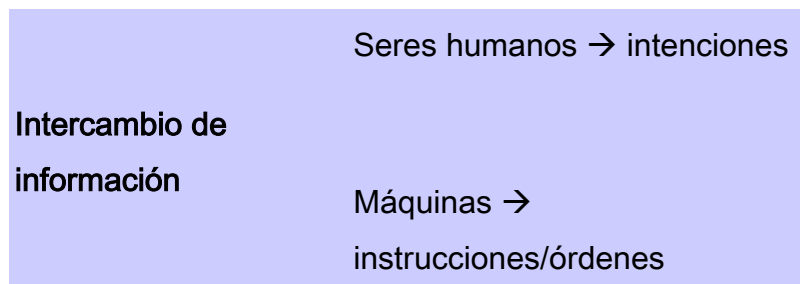 Seres humanos → intenciones
Intercambio de
información
Máquinas →
instrucciones/órdenes